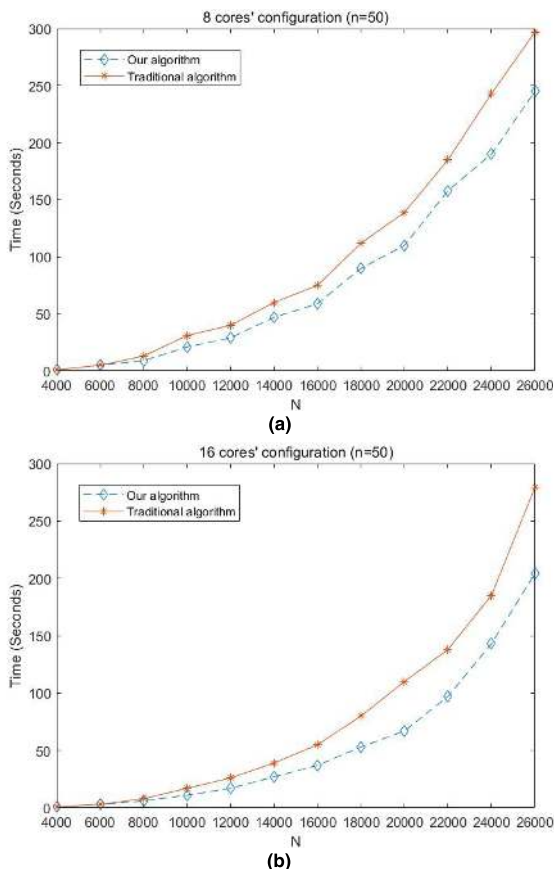 8 cores' configuration (n=50)
300
250
200
150
100
50
0
Time (Seconds)
Our algorithm
Traditional algorithm
4000 6000 8000 10000 12000 14000 16000 18000 20000 22000 24000 26000
N
(a)
16 cores' configuration (n=50)
300
250
200
150
100
50
0
Time (Seconds)
Our algorithm
Traditional algorithm
4000 6000 8000 10000 12000 14000 16000 18000 20000 22000 24000 26000
N
(b)